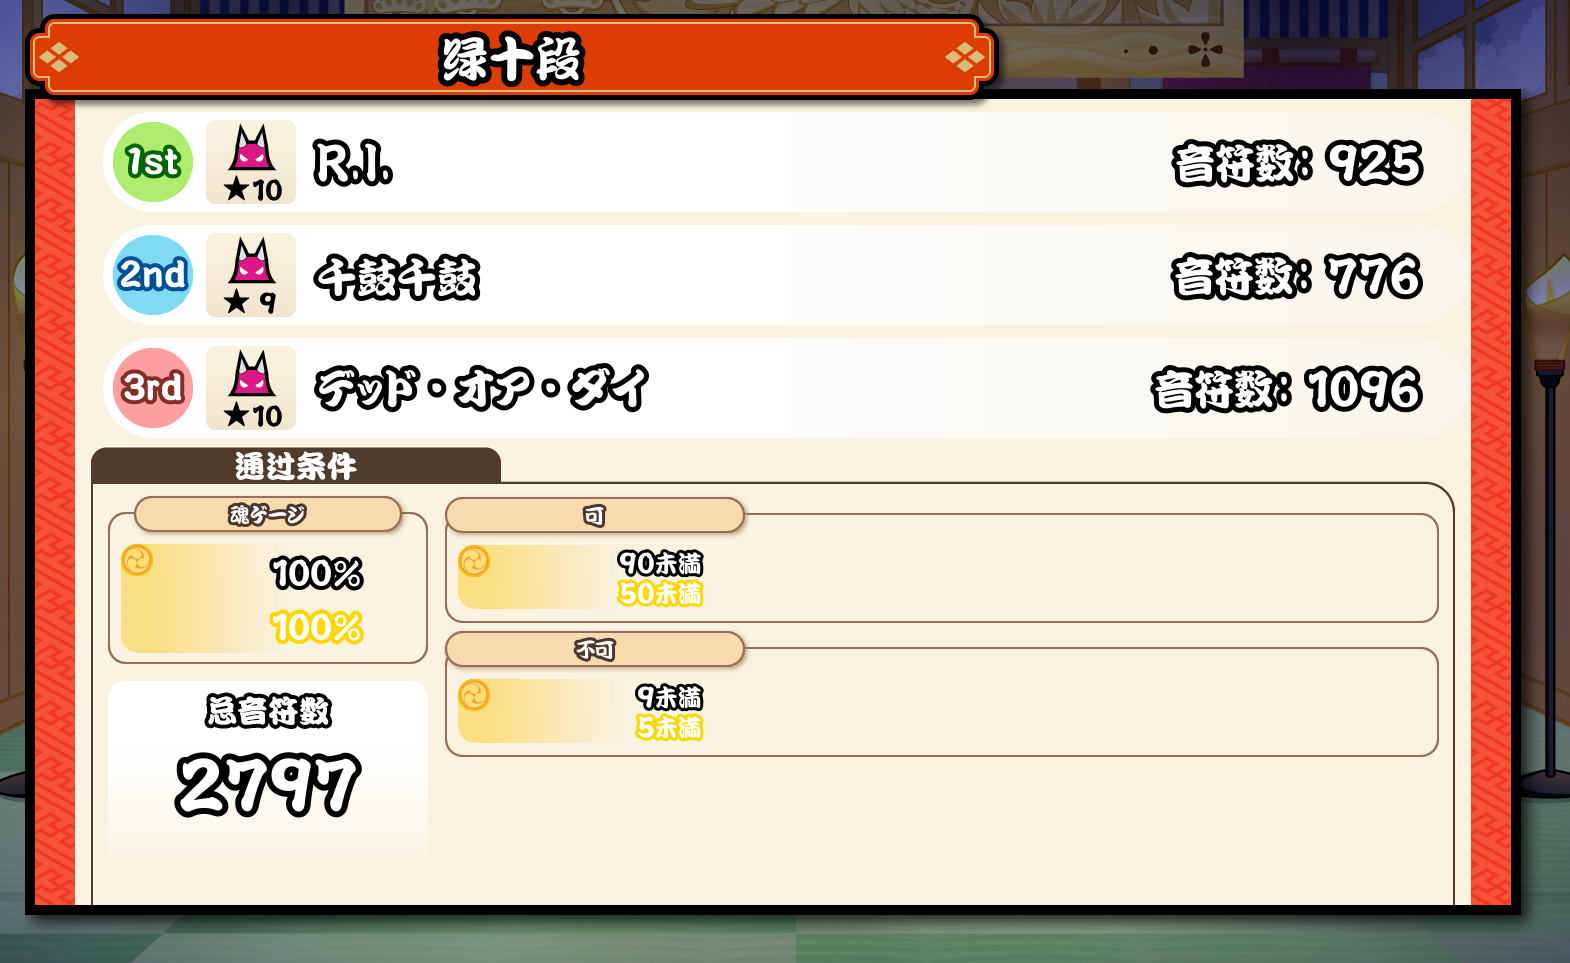 绿十段
1st ★10 R.I. 音符数: 925
2nd ★ 9 千鼓千鼓 音符数: 776
3rd ★10 デッド・オア・ダイ 音符数: 1096
通过条件
魂ゲージ
100%
100%
可
90未満
50未満
不可
9未満
5未満
总音符数
2797